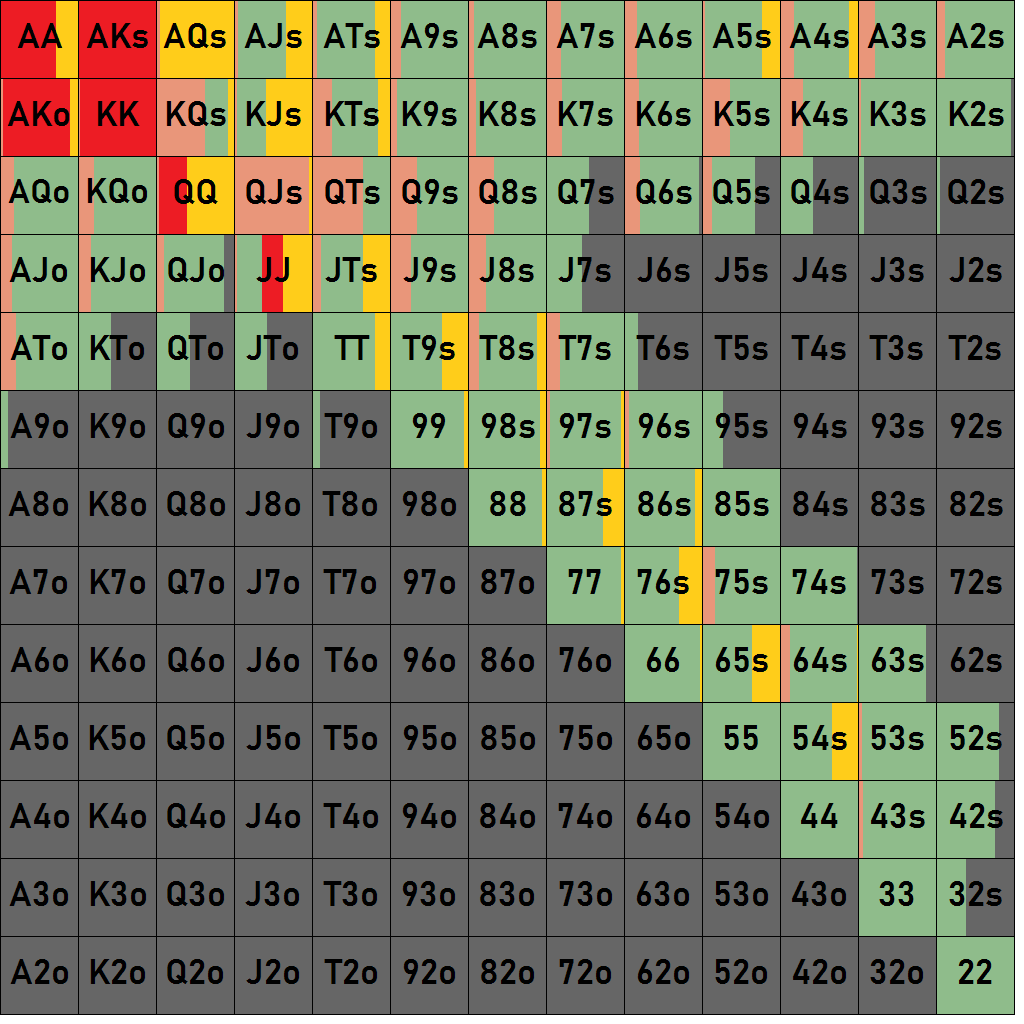 AA AKs AQs AJs ATs A9s A8s A7s A6s A5s A4s A3s A2s
AKo KK KQs KJs KTs K9s K8s K7s K6s K5s K4s K3s K2s
AQo KQo QQ QJs QTs Q9s Q8s Q7s Q6s Q5s Q4s Q3s Q2s
AJo KJo QJo JJ JTs J9s J8s J7s J6s J5s J4s J3s J2s
ATo KTo QTo JTo TT T9s T8s T7s T6s T5s T4s T3s T2s
A9o K9o Q9o J9o T9o 99 98s 97s 96s 95s 94s 93s 92s
A8o K8o Q8o J8o T8o 98o 88 87s 86s 85s 84s 83s 82s
A7o K7o Q7o J7o T7o 97o 87o 77 76s 75s 74s 73s 72s
A6o K6o Q6o J6o T6o 96o 86o 76o 66 65s 64s 63s 62s
A5o K5o Q5o J5o T5o 95o 85o 75o 65o 55 54s 53s 52s
A4o K4o Q4o J4o T4o 94o 84o 74o 64o 54o 44 43s 42s
A3o K3o Q3o J3o T3o 93o 83o 73o 63o 53o 43o 33 32s
A2o K2o Q2o J2o T2o 92o 82o 72o 62o 52o 42o 32o 22